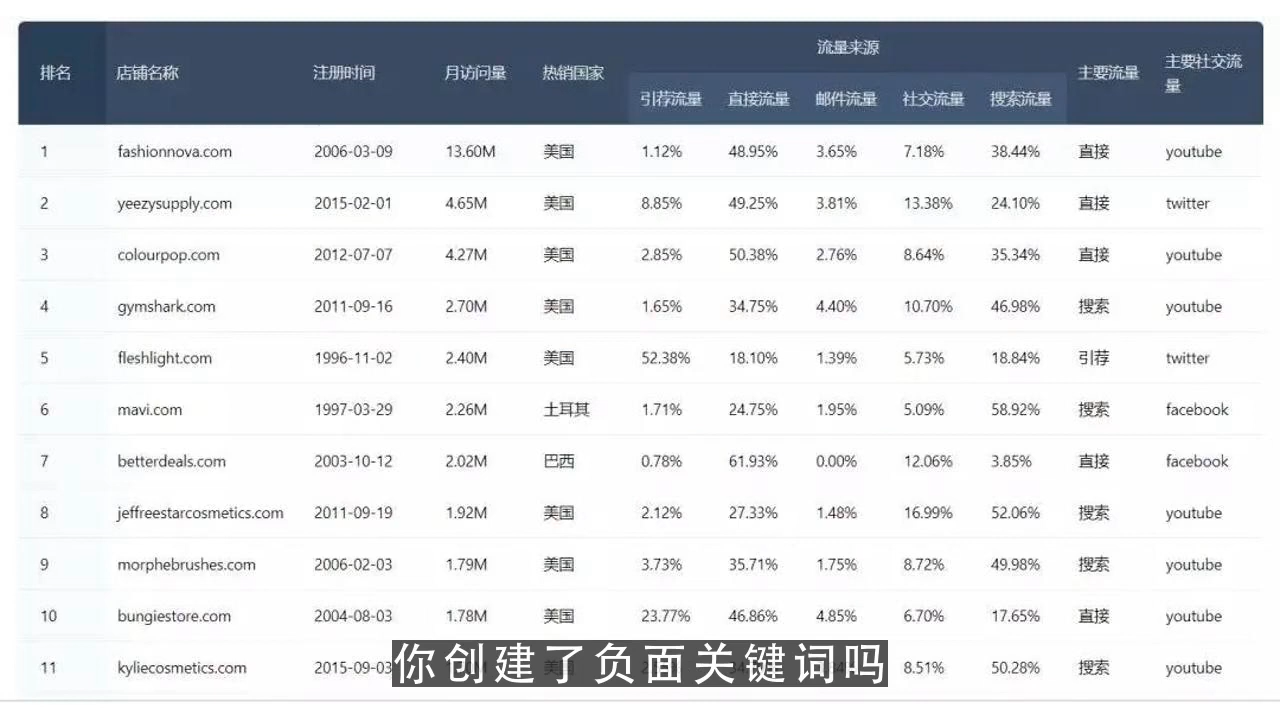 排名 店铺名称 注册时间 月访问量 热销国家 流量来源 主要流量 主要社交流量
引荐流量 直接流量 邮件流量 社交流量 搜索流量
1 fashionnova.com 2006-03-09 13.60M 美国 1.12% 48.95% 3.65% 7.18% 38.44% 直接 youtube
2 yeezysupply.com 2015-02-01 4.65M 美国 8.85% 49.25% 3.81% 13.38% 24.10% 直接 twitter
3 colourpop.com 2012-07-07 4.27M 美国 2.85% 50.38% 2.76% 8.64% 35.34% 直接 youtube
4 gymshark.com 2011-09-16 2.70M 美国 1.65% 34.75% 4.40% 10.70% 46.98% 搜索 youtube
5 fleshlight.com 1996-11-02 2.40M 美国 52.38% 18.10% 1.39% 5.73% 18.84% 引荐 twitter
6 mavi.com 1997-03-29 2.26M 土耳其 1.71% 24.75% 1.95% 5.09% 58.92% 搜索 facebook
7 betterdeals.com 2003-10-12 2.02M 巴西 0.78% 61.93% 0.00% 12.06% 3.85% 直接 facebook
8 jeffreestarcosmetics.com 2011-09-19 1.92M 美国 2.12% 27.33% 1.48% 16.99% 52.06% 搜索 youtube
9 morphebrushes.com 2006-02-03 1.79M 美国 3.73% 35.71% 1.75% 8.72% 49.98% 搜索 youtube
10 bungiestore.com 2004-08-03 1.78M 美国 23.77% 46.86% 4.85% 6.70% 17.65% 直接 youtube
11 kyliecosmetics.com 2015-09-03 8.51% 50.28% 搜索 youtube
你创建了负面关键词吗